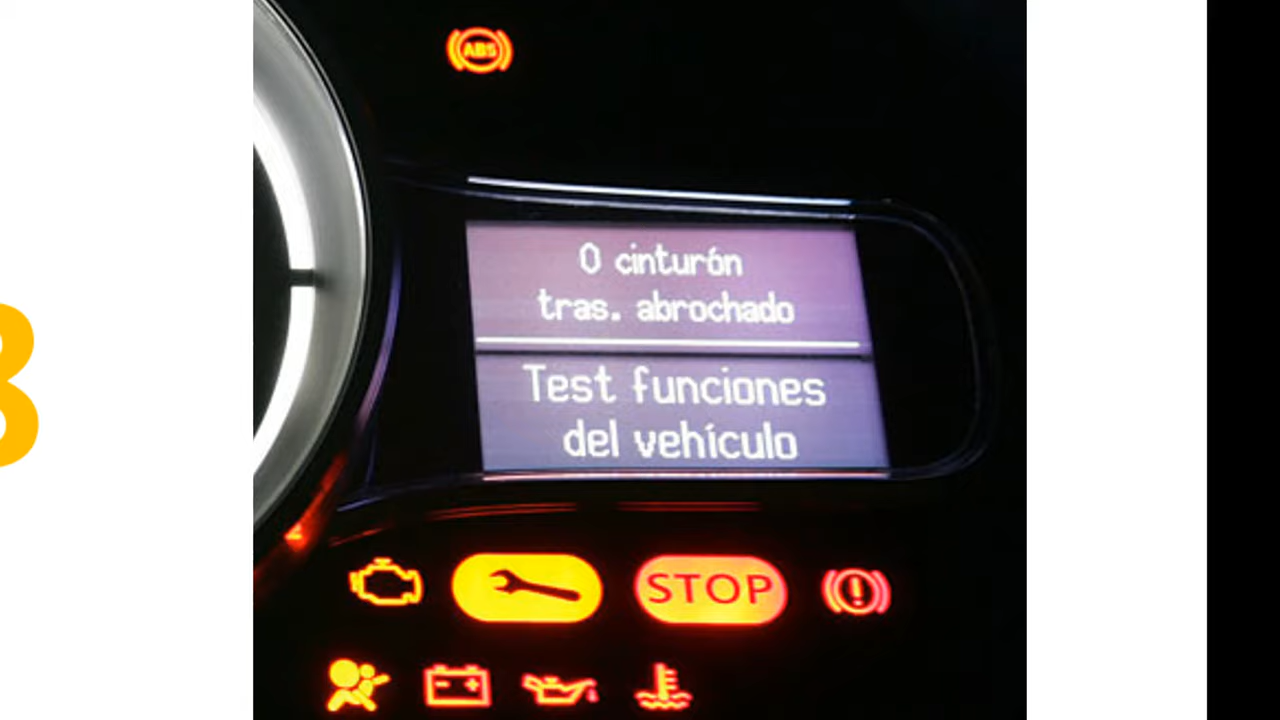 ABS
0 cinturón
tras. abrochado
Test funciones
del vehículo
STOP